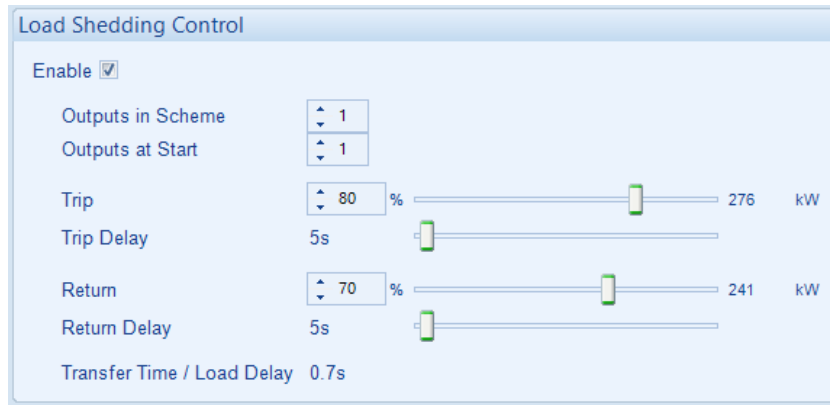 Load Shedding Control
Enable
Outputs in Scheme 1
Outputs at Start 1
Trip 80 % 276 kW
Trip Delay 5s
Return 70 % 241 kW
Return Delay 5s
Transfer Time / Load Delay 0.7s